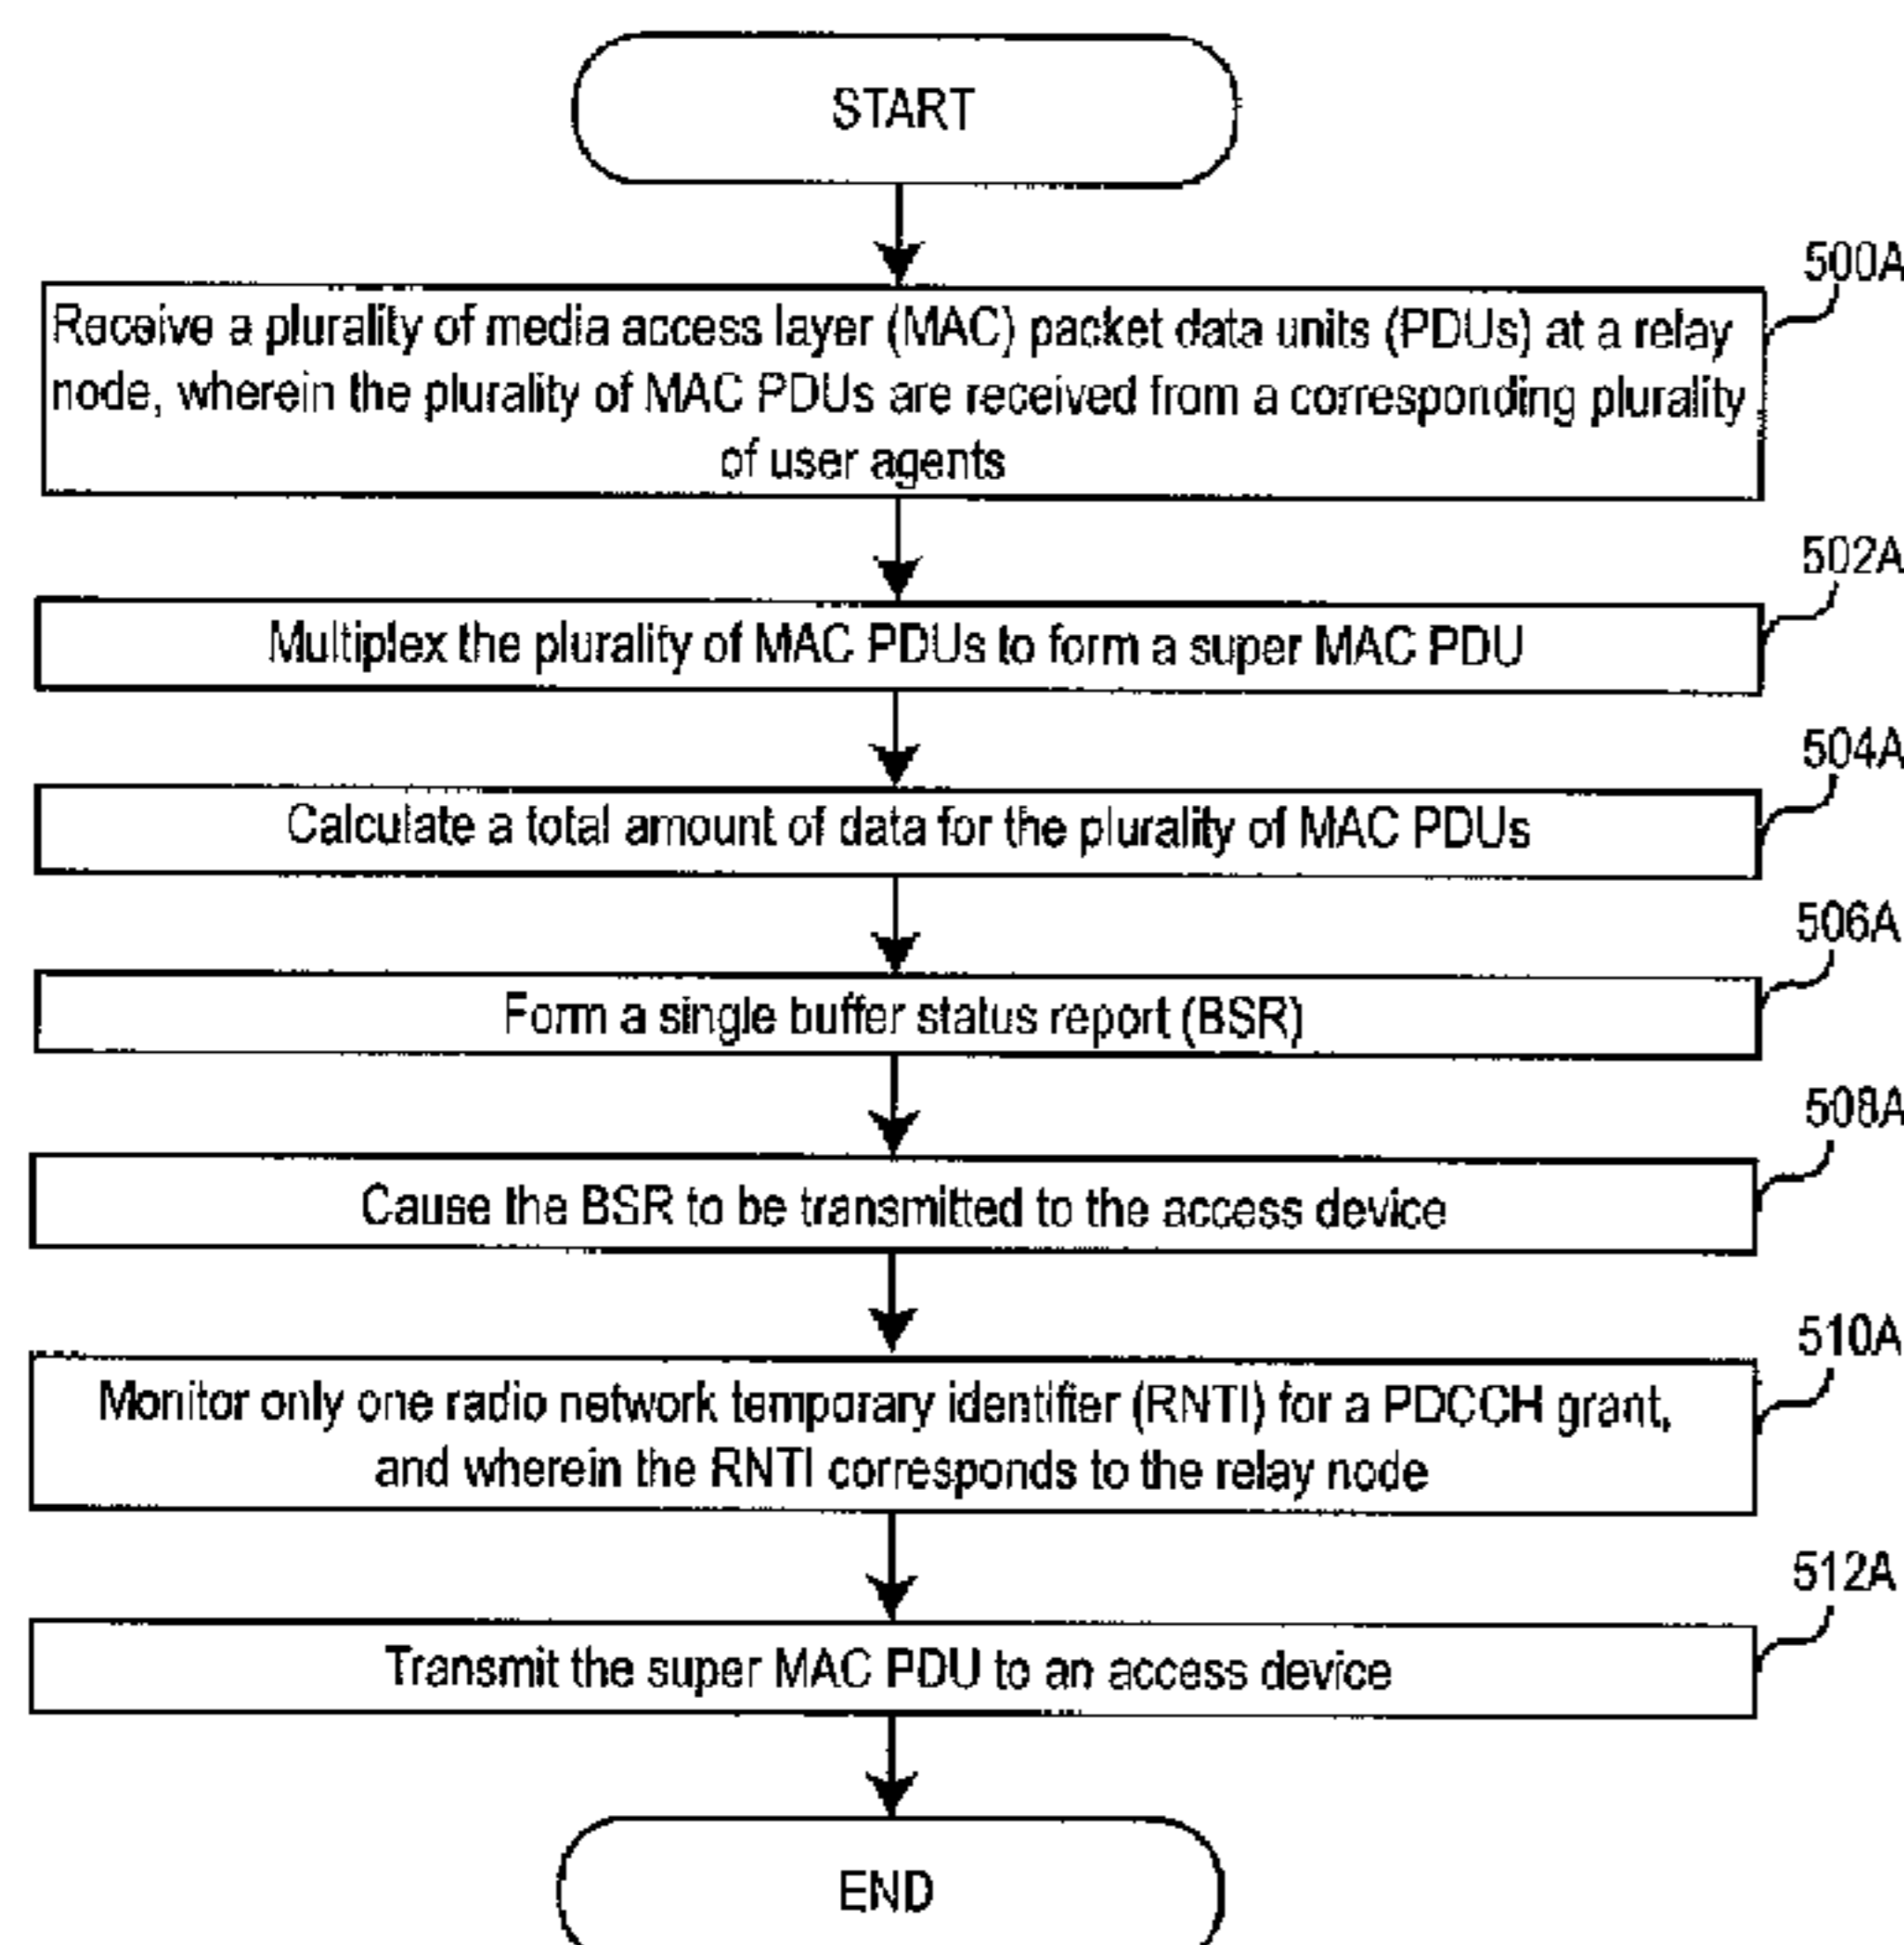 START
500A
Receive a plurality of media access layer (MAC) packet data units (PDUs) at a relay
node, wherein the plurality of MAC PDUs are received from a corresponding plurality
of user agents
502A
Multiplex the plurality of MAC PDUs to form a super MAC PDU
504A
Calculate a total amount of data for the plurality of MAC PDUs
506A
Form a single buffer status report (BSR)
508A
Cause the BSR to be transmitted to the access device
510A
Monitor only one radio network temporary identifier (RNTI) for a PDCCH grant,
and wherein the RNTI corresponds to the relay node
512A
Transmit the super MAC PDU to an access device
END